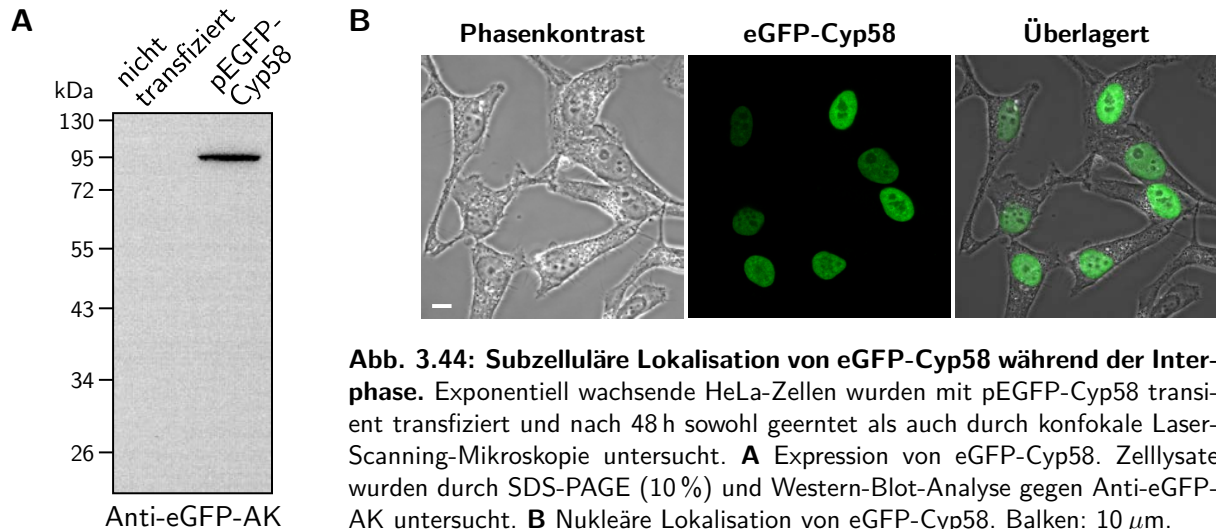 A
nicht
transfiziert
pEGFP-
Cyp58
kDa
130
95
72
55
43
34
26
Anti-eGFP-AK
B
Phasenkontrast
eGFP-Cyp58
Überlagert
Abb. 3.44: Subzelluläre Lokalisation von eGFP-Cyp58 während der Inter-
phase. Exponentiell wachsende HeLa-Zellen wurden mit pEGFP-Cyp58 transi-
ent transfiziert und nach 48 h sowohl geerntet als auch durch konfokale Laser-
Scanning-Mikroskopie untersucht. A Expression von eGFP-Cyp58. Zelllysate
wurden durch SDS-PAGE (10 %) und Western-Blot-Analyse gegen Anti-eGFP-
AK untersucht. B Nukleäre Lokalisation von eGFP-Cyp58. Balken: 10 µm.